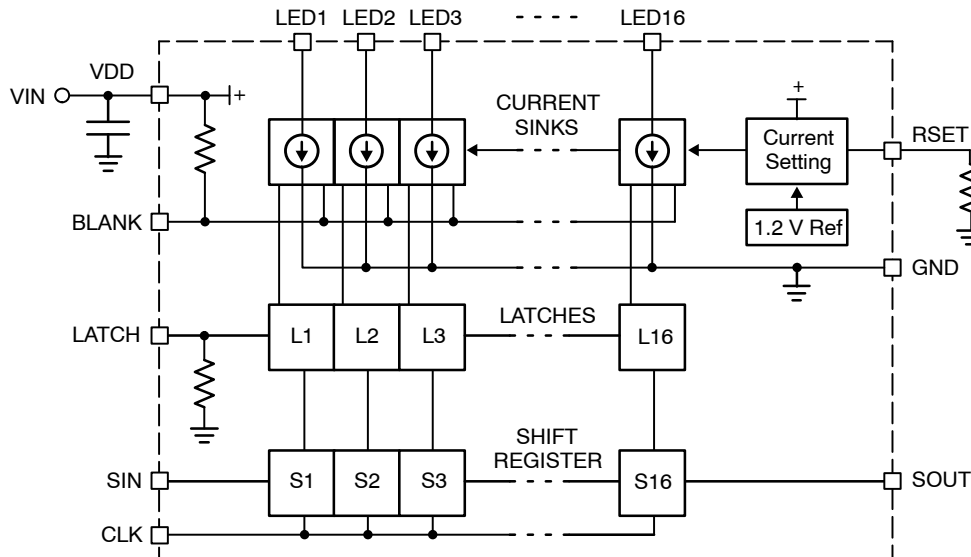 LED1 LED2 LED3 LED16
VDD
VIN
+
CURRENT
SINKS
+
Current
Setting
RSET
BLANK
1.2 V Ref
GND
LATCH
L1 L2 L3
LATCHES
L16
SIN
S1 S2 S3
SHIFT
REGISTER
S16
SOUT
CLK